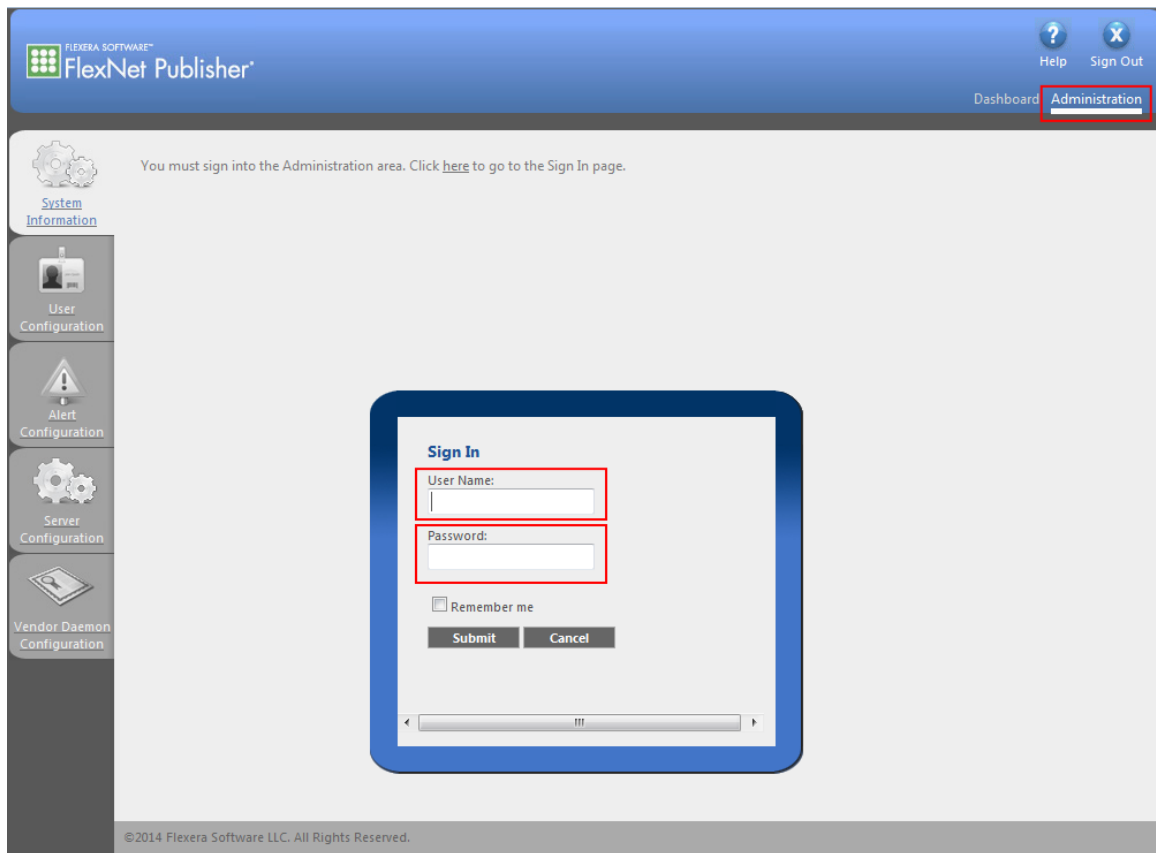 FLEXERA SOFTWARE™
FlexNet Publisher®
? X
Help Sign Out
Dashboard Administration
You must sign into the Administration area. Click here to go to the Sign In page.
System
Information
User
Configuration
Alert
Configuration
Server
Configuration
Vendor Daemon
Configuration
Sign In
User Name:
Password:
Remember me
Submit Cancel
©2014 Flexera Software LLC. All Rights Reserved.